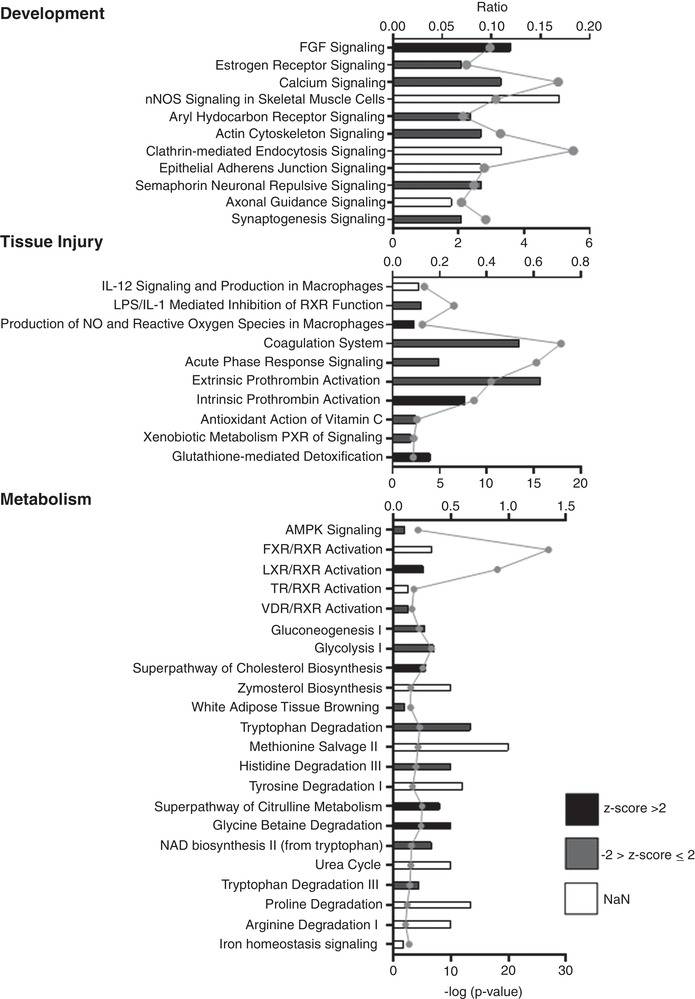 Development
Ratio
0.00 0.05 0.10 0.15 0.20
FGF Signaling
Estrogen Receptor Signaling
Calcium Signaling
nNOS Signaling in Skeletal Muscle Cells
Aryl Hydocarbon Receptor Signaling
Actin Cytoskeleton Signaling
Clathrin-mediated Endocytosis Signaling
Epithelial Adherens Junction Signaling
Semaphorin Neuronal Repulsive Signaling
Axonal Guidance Signaling
Synaptogenesis Signaling
0 2 4 6
Tissue Injury
0.0 0.2 0.4 0.6 0.8
IL-12 Signaling and Production in Macrophages
LPS/IL-1 Mediated Inhibition of RXR Function
Production of NO and Reactive Oxygen Species in Macrophages
Coagulation System
Acute Phase Response Signaling
Extrinsic Prothrombin Activation
Intrinsic Prothrombin Activation
Antioxidant Action of Vitamin C
Xenobiotic Metabolism PXR of Signaling
Glutathione-mediated Detoxification
0 5 10 15 20
Metabolism
0.0 0.5 1.0 1.5
AMPK Signaling
FXR/RXR Activation
LXR/RXR Activation
TR/RXR Activation
VDR/RXR Activation
Gluconeogenesis I
Glycolysis I
Superpathway of Cholesterol Biosynthesis
Zymosterol Biosynthesis
White Adipose Tissue Browning
Tryptophan Degradation
Methionine Salvage II
Histidine Degradation III
Tyrosine Degradation I
Superpathway of Citrulline Metabolism
Glycine Betaine Degradation
NAD biosynthesis II (from tryptophan)
Urea Cycle
Tryptophan Degradation III
Proline Degradation
Arginine Degradation I
Iron homeostasis signaling
0 10 20 30
-log (p-value)
z-score >2
-2 > z-score ≤ 2
NaN